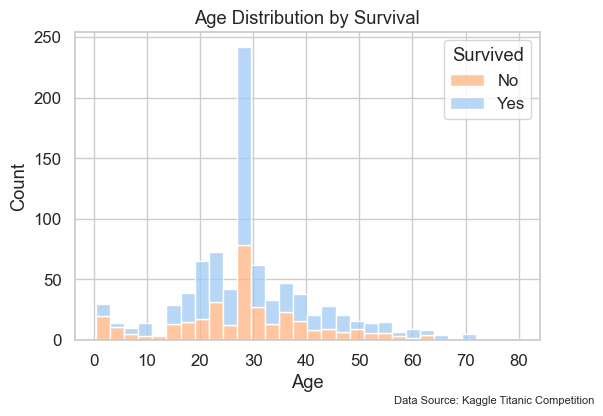 Age Distribution by Survival
250
200
150
100
50
0
Count
Survived
No
Yes
0 10 20 30 40 50 60 70 80
Age
Data Source: Kaggle Titanic Competition